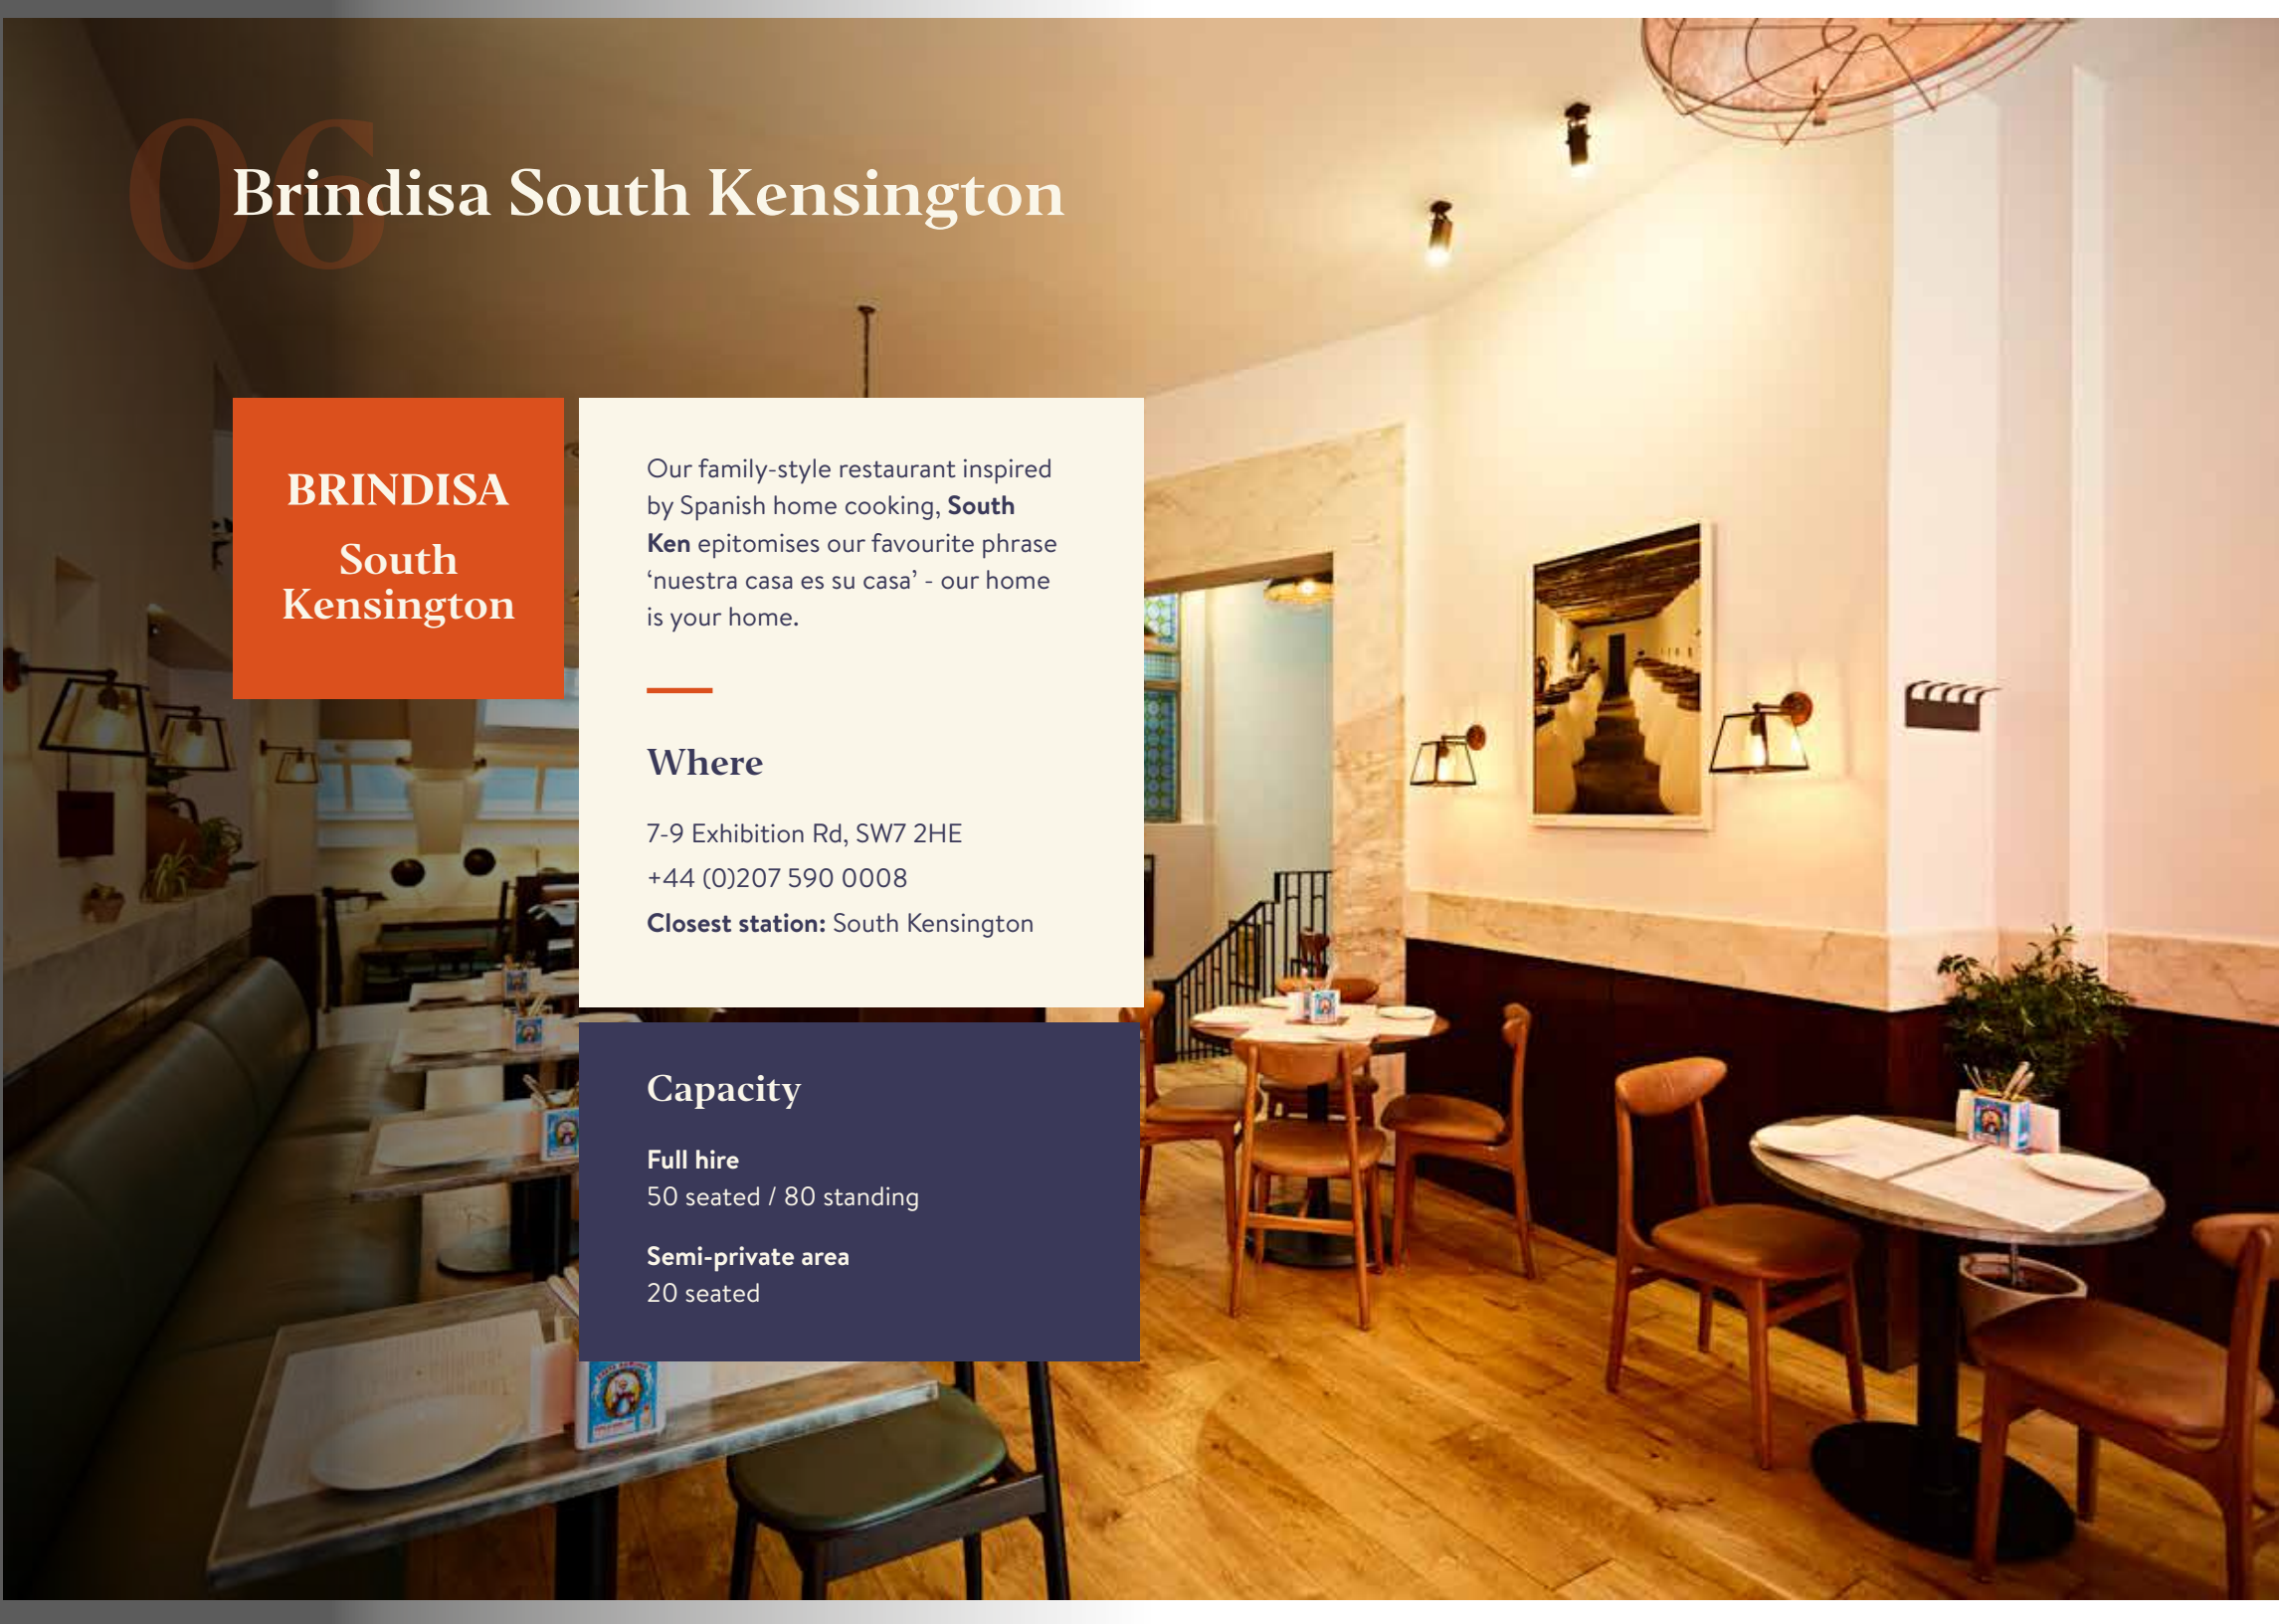 06
Brindisa South Kensington
BRINDISA
South
Kensington
Our family-style restaurant inspired
by Spanish home cooking, South
Ken epitomises our favourite phrase
‘nuestra casa es su casa’ - our home
is your home.
Where
7-9 Exhibition Rd, SW7 2HE
+44 (0)207 590 0008
Closest station: South Kensington
Capacity
Full hire
50 seated / 80 standing
Semi-private area
20 seated